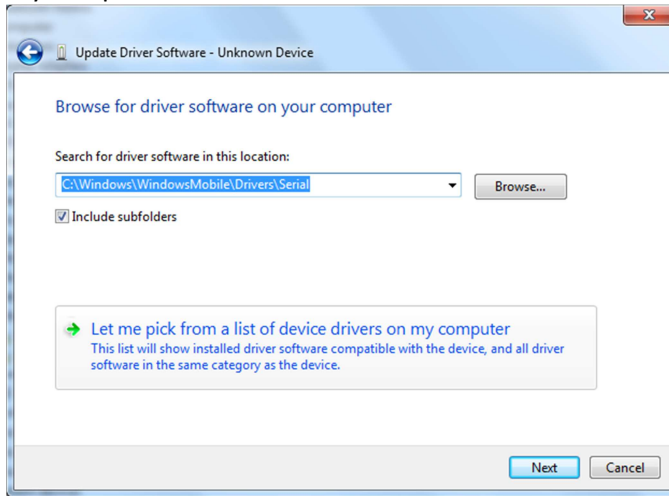 Update Driver Software - Unknown Device
Browse for driver software on your computer
Search for driver software in this location:
C:\Windows\WindowsMobile\Drivers\Serial
Browse...
Include subfolders
Let me pick from a list of device drivers on my computer
This list will show installed driver software compatible with the device, and all driver
software in the same category as the device.
Next
Cancel